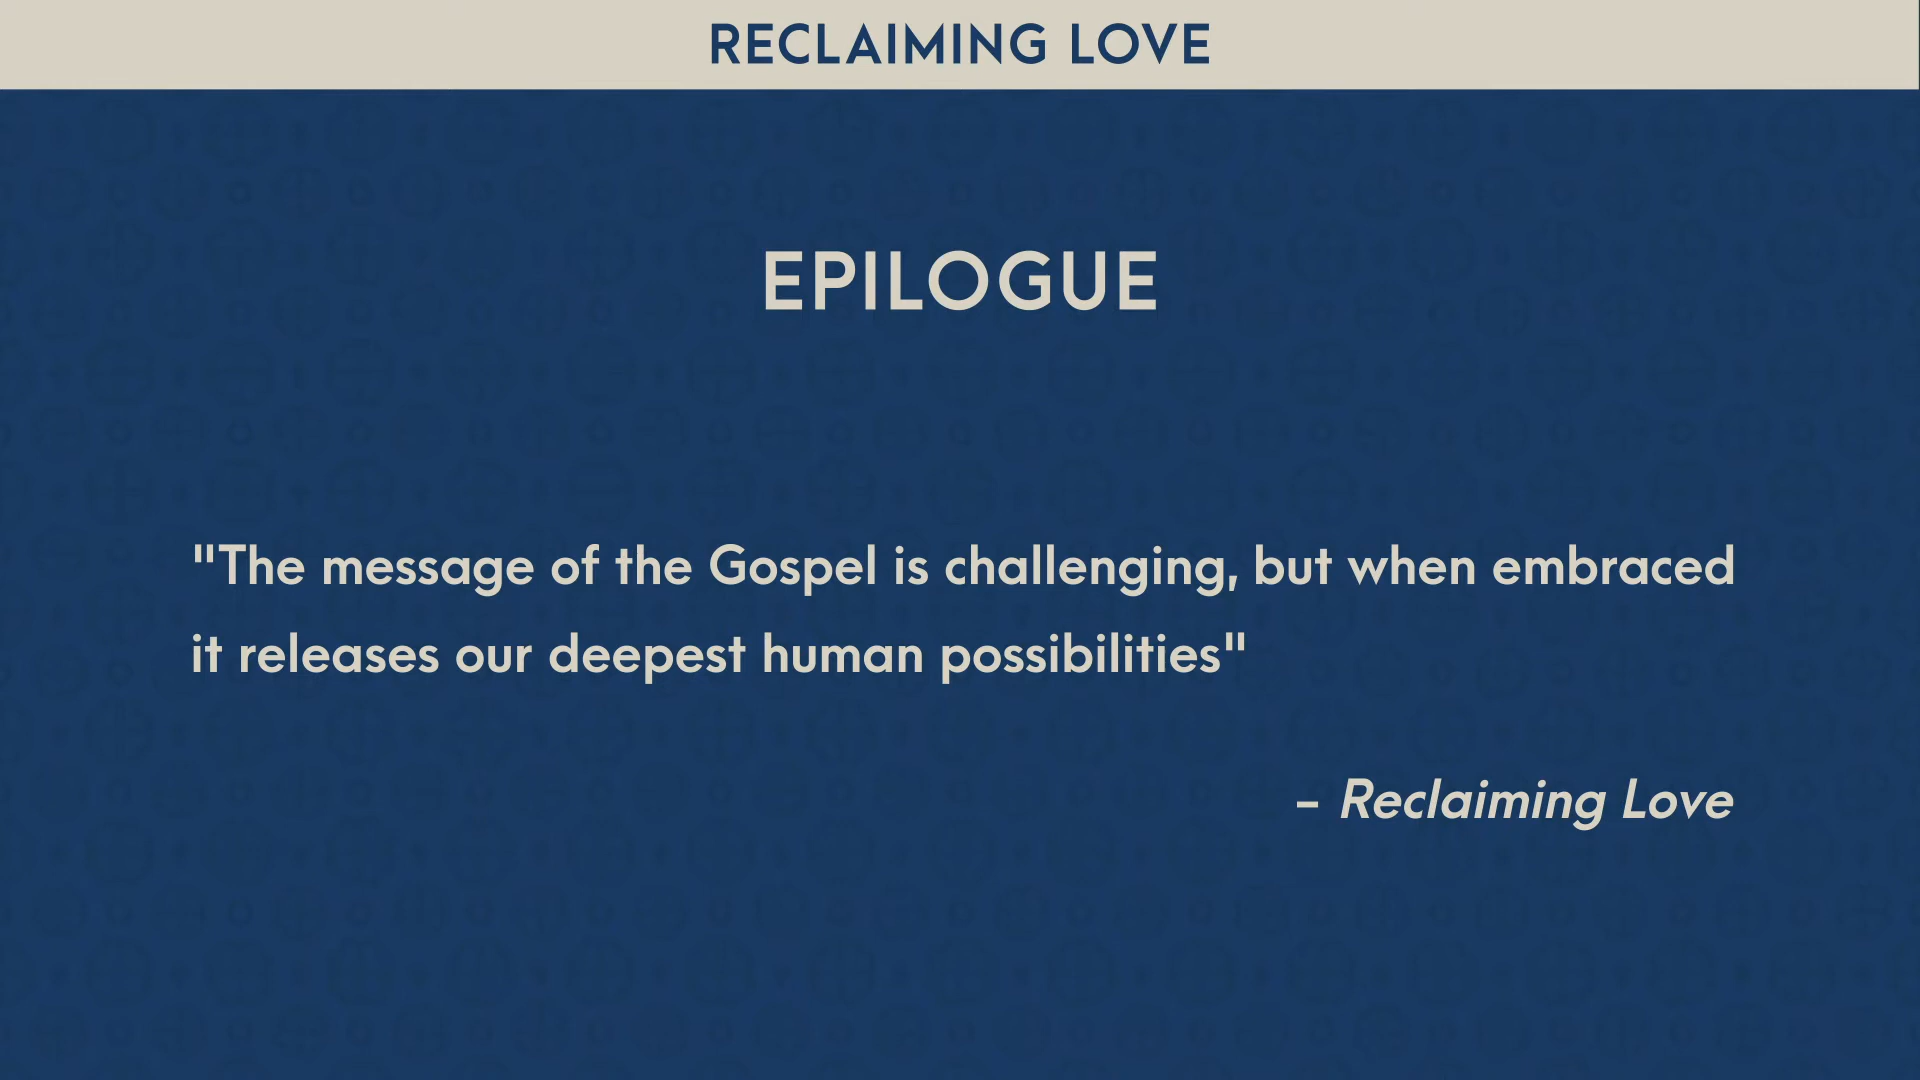 RECLAIMING LOVE
EPILOGUE
"The message of the Gospel is challenging, but when embraced
it releases our deepest human possibilities"
– Reclaiming Love